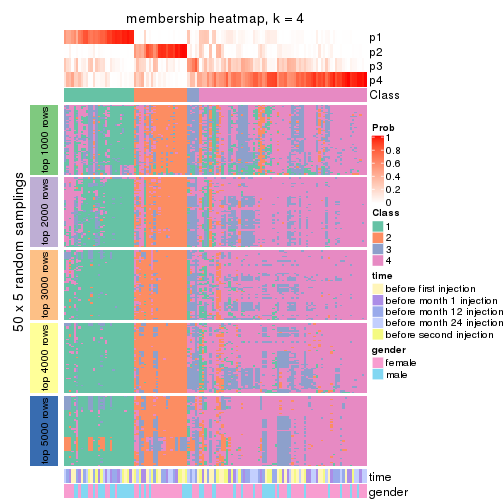 membership heatmap, k = 4
p1
p2
p3
p4
Class
50 x 5 random samplings
top 1000 rows
top 2000 rows
top 3000 rows
top 4000 rows
top 5000 rows
time
gender
Prob
1
0.8
0.6
0.4
0.2
0
Class
1
2
3
4
time
before first injection
before month 1 injection
before month 12 injection
before month 24 injection
before second injection
gender
female
male